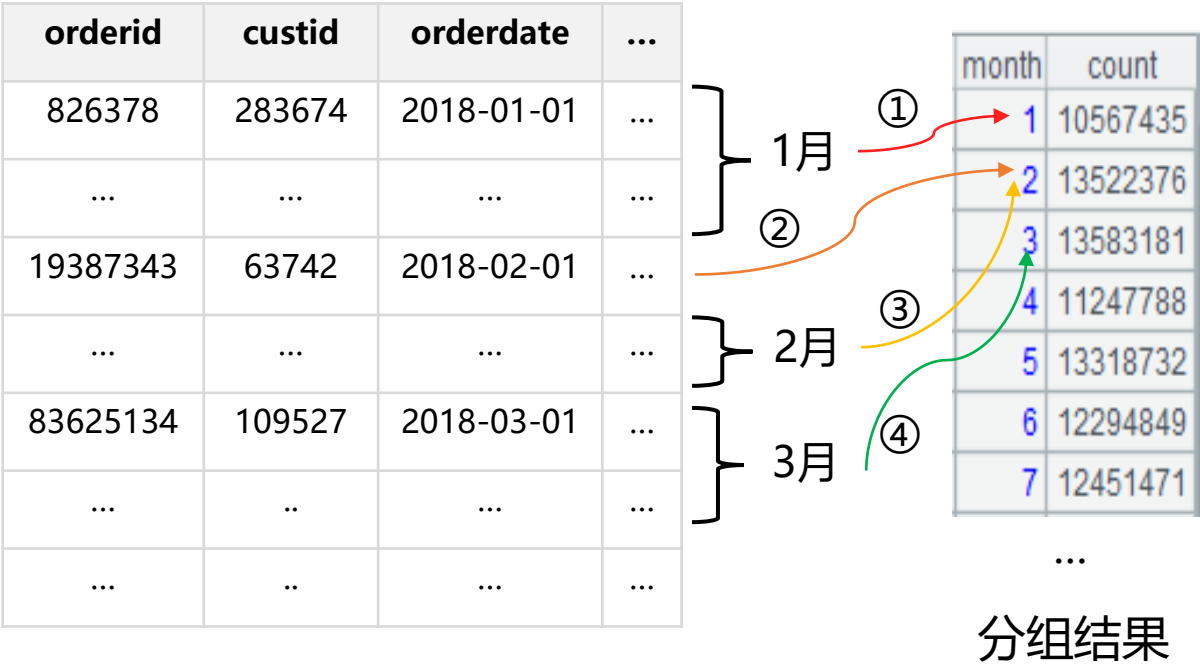 orderid custid orderdate ...
826378 283674 2018-01-01 ...
... ... ... ...
19387343 63742 2018-02-01 ...
... ... ... ...
83625134 109527 2018-03-01 ...
... .. ... ...
... .. ... ...
1月
2月
3月
①
②
③
④
month count
1 10567435
2 13522376
3 13583181
4 11247788
5 13318732
6 12294849
7 12451471
...
分组结果